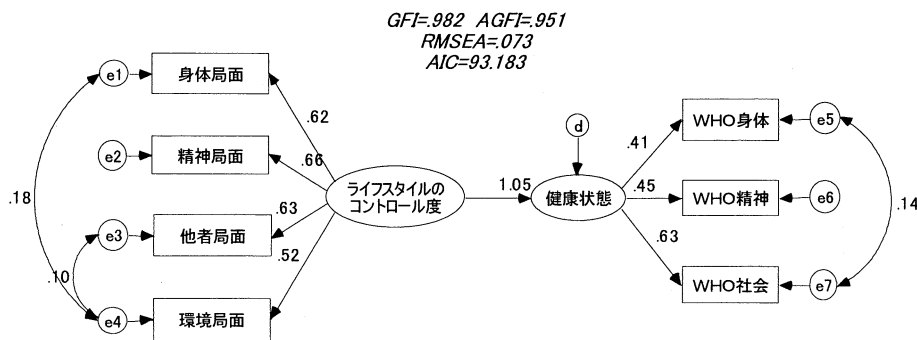 GFI=.982 AGFI=.951
RMSEA=.073
AIC=93.183
e1
身体局面
e2
精神局面
e3
他者局面
e4
環境局面
.18
.10
.62
.66
.63
.52
ライフスタイルの
コントロール度
1.05
d
健康状態
.41
.45
.63
WHO身体
e5
WHO精神
e6
WHO社会
e7
.14